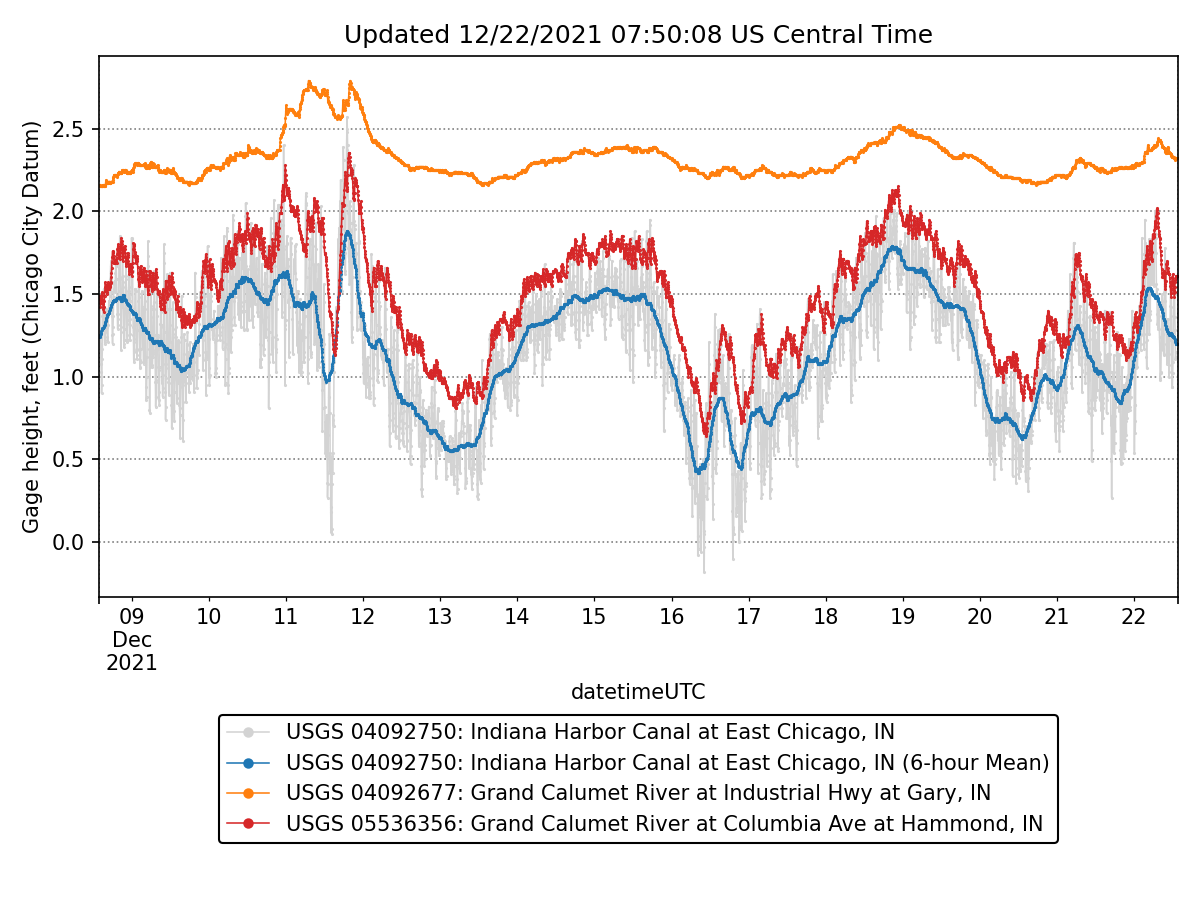 Updated 12/22/2021 07:50:08 US Central Time
Gage height, feet (Chicago City Datum)
2.5
2.0
1.5
1.0
0.5
0.0
09 10 11 12 13 14 15 16 17 18 19 20 21 22
Dec
2021
datetimeUTC
USGS 04092750: Indiana Harbor Canal at East Chicago, IN
USGS 04092750: Indiana Harbor Canal at East Chicago, IN (6-hour Mean)
USGS 04092677: Grand Calumet River at Industrial Hwy at Gary, IN
USGS 05536356: Grand Calumet River at Columbia Ave at Hammond, IN